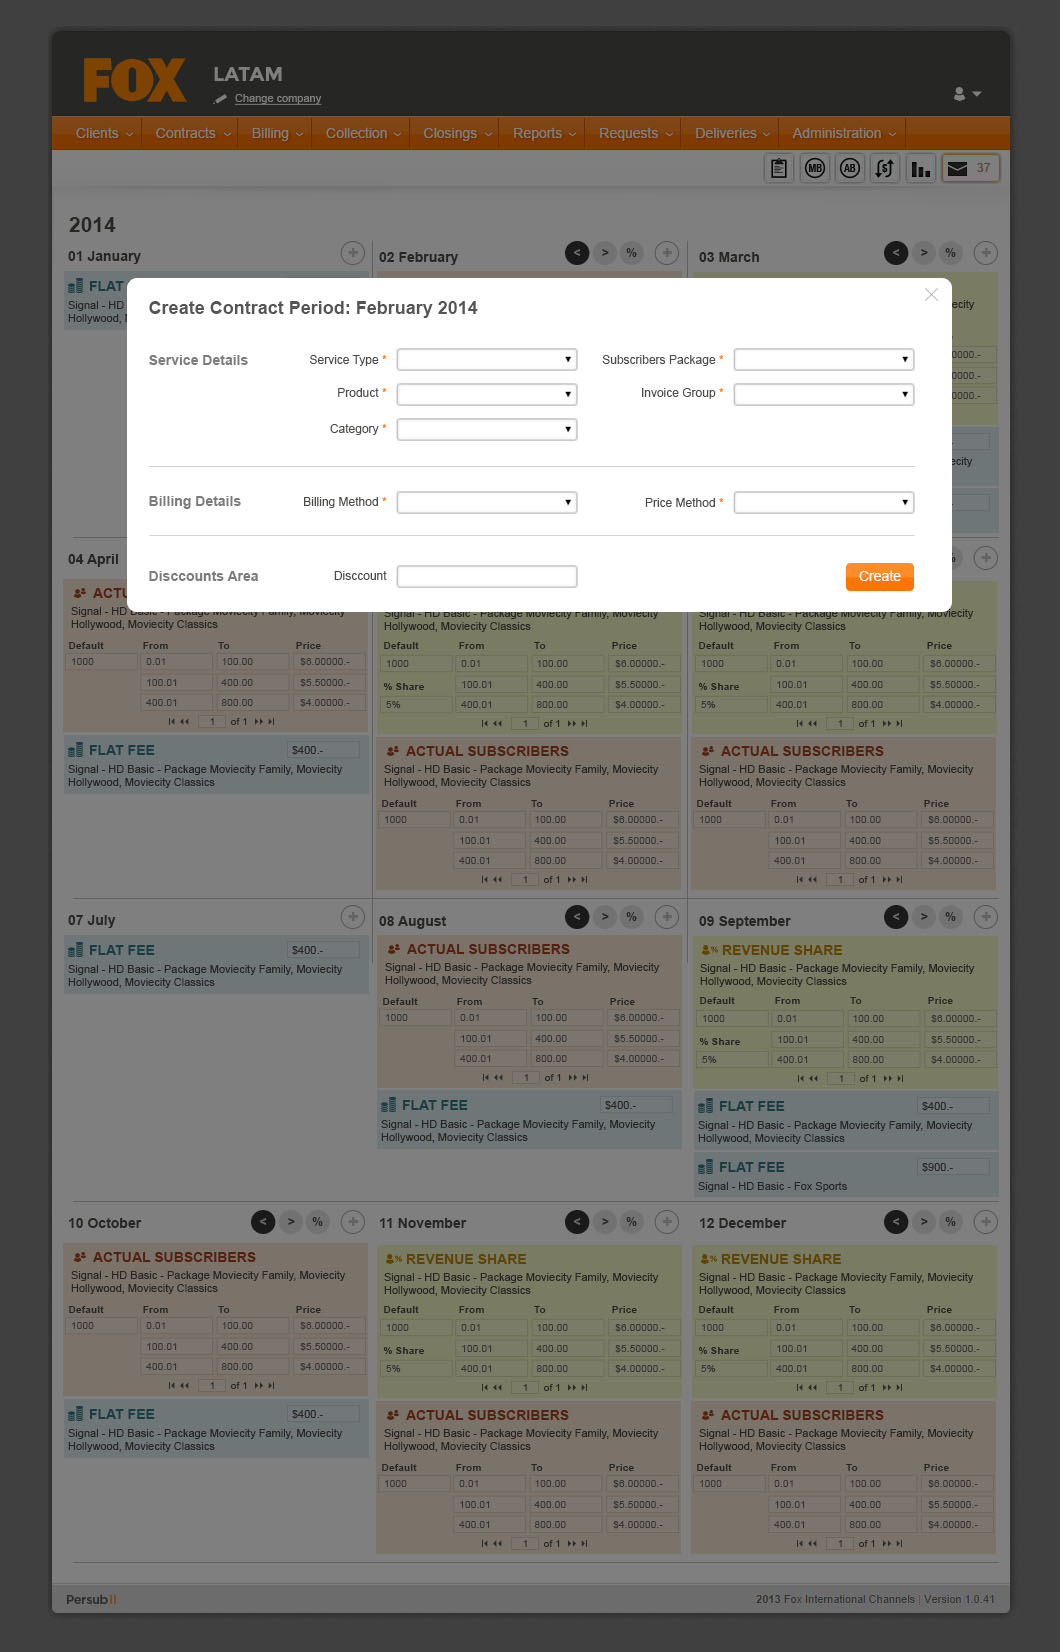 FOX
LATAM
Change company
Clients Contracts Billing Collection Closings Reports Requests Deliveries Administration
MB AB $ 37
2014
01 January
02 February < > %
03 March < > %
FLAT
Signal - HD
Hollywood,
ecity
0000.-
0000.-
0000.-
ecity
Create Contract Period: February 2014
Service Details
Service Type *
Subscribers Package *
Product *
Invoice Group *
Category *
Billing Details
Billing Method *
Price Method *
Disccounts Area
Disccount
Create
04 April
%
ACTU
Signal - HD Basic - Package Moviecity Family, Moviecity
Hollywood, Moviecity Classics
Default From To Price
1000 0.01 100.00 $6.00000.-
100.01 400.00 $5.50000.-
400.01 800.00 $4.00000.-
1 of 1
FLAT FEE $400.-
Signal - HD Basic - Package Moviecity Family, Moviecity
Hollywood, Moviecity Classics
Signal - HD Basic - Package Moviecity Family, Moviecity
Hollywood, Moviecity Classics
Default From To Price
1000 0.01 100.00 $6.00000.-
% Share 100.01 400.00 $5.50000.-
5% 400.01 800.00 $4.00000.-
1 of 1
ACTUAL SUBSCRIBERS
Signal - HD Basic - Package Moviecity Family, Moviecity
Hollywood, Moviecity Classics
Default From To Price
1000 0.01 100.00 $6.00000.-
100.01 400.00 $5.50000.-
400.01 800.00 $4.00000.-
1 of 1
Signal - HD Basic - Package Moviecity Family, Moviecity
Hollywood, Moviecity Classics
Default From To Price
1000 0.01 100.00 $6.00000.-
% Share 100.01 400.00 $5.50000.-
5% 400.01 800.00 $4.00000.-
1 of 1
ACTUAL SUBSCRIBERS
Signal - HD Basic - Package Moviecity Family, Moviecity
Hollywood, Moviecity Classics
Default From To Price
1000 0.01 100.00 $6.00000.-
100.01 400.00 $5.50000.-
400.01 800.00 $4.00000.-
1 of 1
07 July
FLAT FEE $400.-
Signal - HD Basic - Package Moviecity Family, Moviecity
Hollywood, Moviecity Classics
08 August < > %
ACTUAL SUBSCRIBERS
Signal - HD Basic - Package Moviecity Family, Moviecity
Hollywood, Moviecity Classics
Default From To Price
1000 0.01 100.00 $6.00000.-
100.01 400.00 $5.50000.-
400.01 800.00 $4.00000.-
1 of 1
FLAT FEE $400.-
Signal - HD Basic - Package Moviecity Family, Moviecity
Hollywood, Moviecity Classics
09 September < > %
% REVENUE SHARE
Signal - HD Basic - Package Moviecity Family, Moviecity
Hollywood, Moviecity Classics
Default From To Price
1000 0.01 100.00 $6.00000.-
% Share 100.01 400.00 $5.50000.-
5% 400.01 800.00 $4.00000.-
1 of 1
FLAT FEE $400.-
Signal - HD Basic - Package Moviecity Family, Moviecity
Hollywood, Moviecity Classics
FLAT FEE $900.-
Signal - HD Basic - Fox Sports
10 October < > %
ACTUAL SUBSCRIBERS
Signal - HD Basic - Package Moviecity Family, Moviecity
Hollywood, Moviecity Classics
Default From To Price
1000 0.01 100.00 $6.00000.-
100.01 400.00 $5.50000.-
400.01 800.00 $4.00000.-
1 of 1
FLAT FEE $400.-
Signal - HD Basic - Package Moviecity Family, Moviecity
Hollywood, Moviecity Classics
11 November < > %
% REVENUE SHARE
Signal - HD Basic - Package Moviecity Family, Moviecity
Hollywood, Moviecity Classics
Default From To Price
1000 0.01 100.00 $6.00000.-
% Share 100.01 400.00 $5.50000.-
5% 400.01 800.00 $4.00000.-
1 of 1
ACTUAL SUBSCRIBERS
Signal - HD Basic - Package Moviecity Family, Moviecity
Hollywood, Moviecity Classics
Default From To Price
1000 0.01 100.00 $6.00000.-
100.01 400.00 $5.50000.-
400.01 800.00 $4.00000.-
1 of 1
12 December < > %
% REVENUE SHARE
Signal - HD Basic - Package Moviecity Family, Moviecity
Hollywood, Moviecity Classics
Default From To Price
1000 0.01 100.00 $6.00000.-
% Share 100.01 400.00 $5.50000.-
5% 400.01 800.00 $4.00000.-
1 of 1
ACTUAL SUBSCRIBERS
Signal - HD Basic - Package Moviecity Family, Moviecity
Hollywood, Moviecity Classics
Default From To Price
1000 0.01 100.00 $6.00000.-
100.01 400.00 $5.50000.-
400.01 800.00 $4.00000.-
1 of 1
PersubII
2013 Fox International Channels | Version 1.0.41